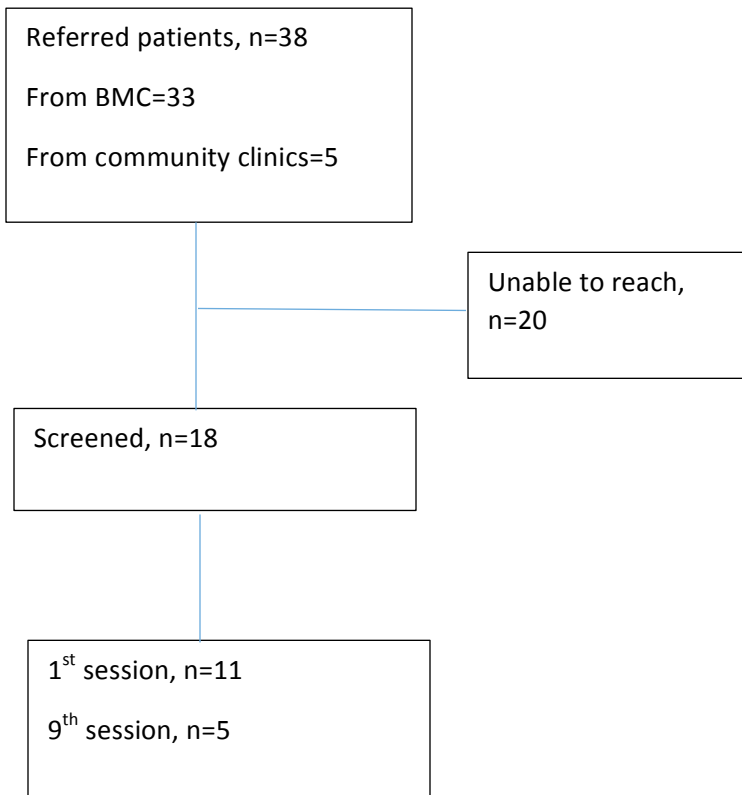 Referred patients, n=38
From BMC=33
From community clinics=5
Unable to reach,
n=20
Screened, n=18
1st session, n=11
9th session, n=5